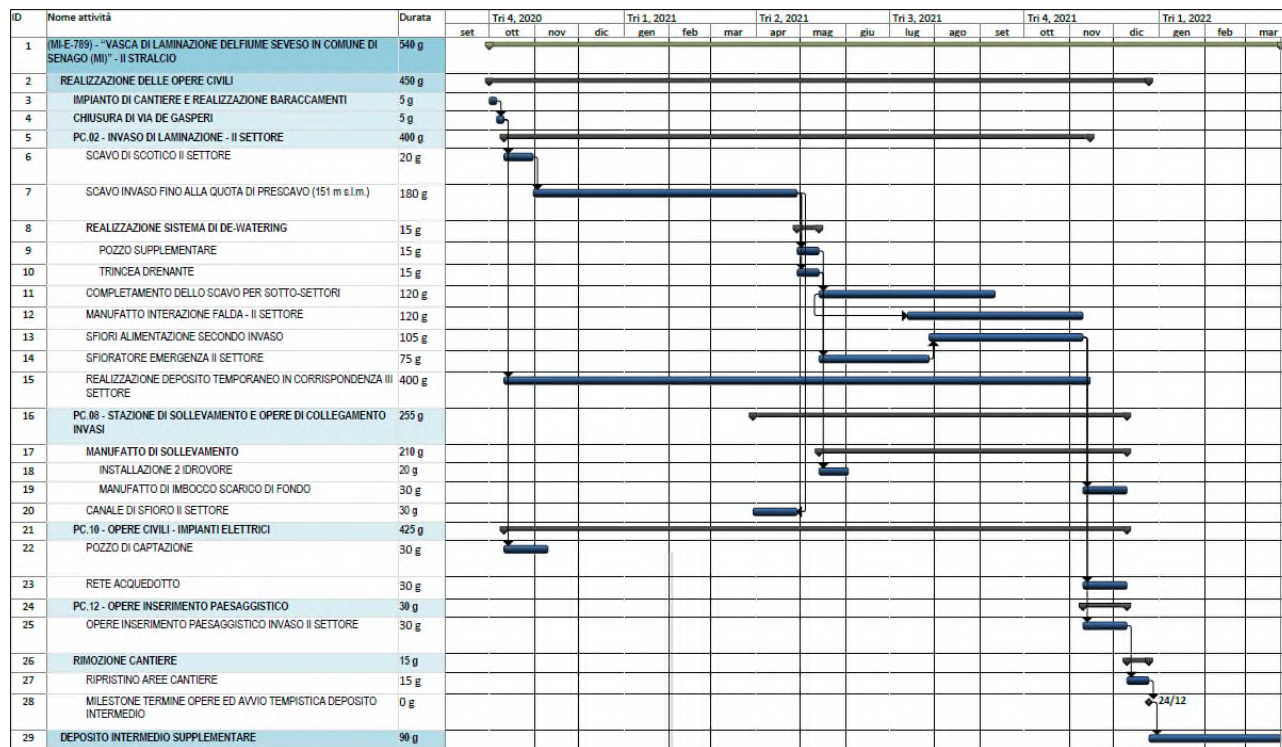 ID Nome attività Durata Tri 4, 2020 Tri 1, 2021 Tri 2, 2021 Tri 3, 2021 Tri 4, 2021 Tri 1, 2022
set ott nov dic gen feb mar apr mag giu lug ago set ott nov dic gen feb mar
1 (MI-E-789) - "VASCA DI LAMINAZIONE DELFIUME SEVESO IN COMUNE DI 540 g
SENAGO (MI)" - II STRALCIO
2 REALIZZAZIONE DELLE OPERE CIVILI 450 g
3 IMPIANTO DI CANTIERE E REALIZZAZIONE BARACCAMENTI 5 g
4 CHIUSURA DI VIA DE GASPERI 5 g
5 PC.02 - INVASO DI LAMINAZIONE - II SETTORE 400 g
6 SCAVO DI SCOTICO II SETTORE 20 g
7 SCAVO INVASO FINO ALLA QUOTA DI PRESCAVO (151 m s.l.m.) 180 g
8 REALIZZAZIONE SISTEMA DI DE-WATERING 15 g
9 POZZO SUPPLEMENTARE 15 g
10 TRINCEA DRENANTE 15 g
11 COMPLETAMENTO DELLO SCAVO PER SOTTO-SETTORI 120 g
12 MANUFATTO INTERAZIONE FALDA - II SETTORE 120 g
13 SFIORI ALIMENTAZIONE SECONDO INVASO 105 g
14 SFIORATORE EMERGENZA II SETTORE 75 g
15 REALIZZAZIONE DEPOSITO TEMPORANEO IN CORRISPONDENZA III 400 g
SETTORE
16 PC.08 - STAZIONE DI SOLLEVAMENTO E OPERE DI COLLEGAMENTO 255 g
INVASI
17 MANUFATTO DI SOLLEVAMENTO 210 g
18 INSTALLAZIONE 2 IDROVORE 20 g
19 MANUFATTO DI IMBOCCO SCARICO DI FONDO 30 g
20 CANALE DI SFIORO II SETTORE 30 g
21 PC.10 - OPERE CIVILI - IMPIANTI ELETTRICI 425 g
22 POZZO DI CAPTAZIONE 30 g
23 RETE ACQUEDOTTO 30 g
24 PC.12 - OPERE INSERIMENTO PAESAGGISTICO 30 g
25 OPERE INSERIMENTO PAESAGGISTICO INVASO II SETTORE 30 g
26 RIMOZIONE CANTIERE 15 g
27 RIPRISTINO AREE CANTIERE 15 g
28 MILESTONE TERMINE OPERE ED AVVIO TEMPISTICA DEPOSITO 0 g 24/12
INTERMEDIO
29 DEPOSITO INTERMEDIO SUPPLEMENTARE 90 g